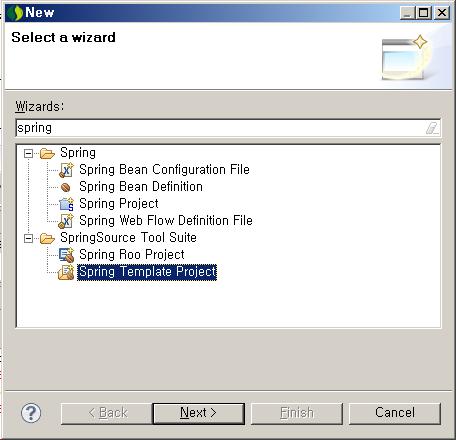 New
Select a wizard
Wizards:
spring
Spring
Spring Bean Configuration File
Spring Bean Definition
Spring Project
Spring Web Flow Definition File
SpringSource Tool Suite
Spring Roo Project
Spring Template Project
? < Back Next > Finish Cancel